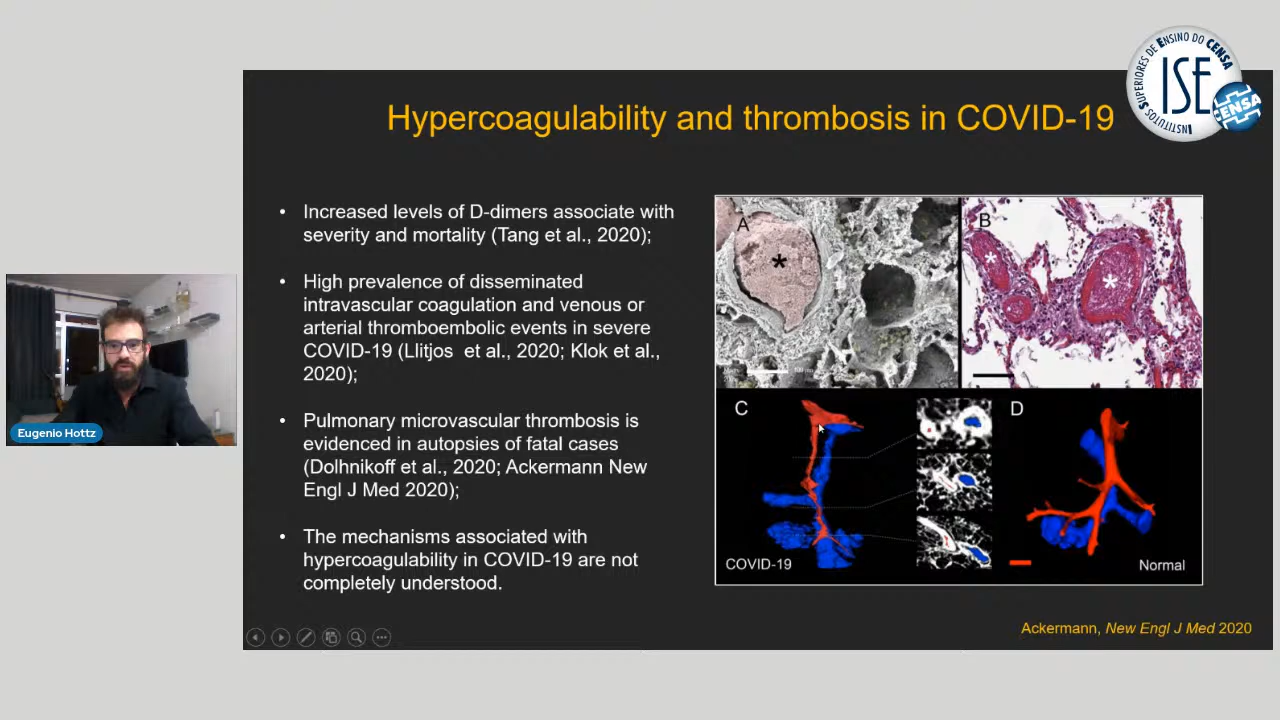 Hypercoagulability and thrombosis in COVID-19
INSTITUTOS SUPERIORES DE ENSINO DO CENSA
ISE
CENSA
• Increased levels of D-dimers associate with
severity and mortality (Tang et al., 2020);
• High prevalence of disseminated
intravascular coagulation and venous or
arterial thromboembolic events in severe
COVID-19 (Llitjos et al., 2020; Klok et al.,
2020);
• Pulmonary microvascular thrombosis is
evidenced in autopsies of fatal cases
(Dolhnikoff et al., 2020; Ackermann New
Engl J Med 2020);
• The mechanisms associated with
hypercoagulability in COVID-19 are not
completely understood.
A
*
B
*
*
C
COVID-19
D
Normal
Ackermann, New Engl J Med 2020
Eugenio Hottz